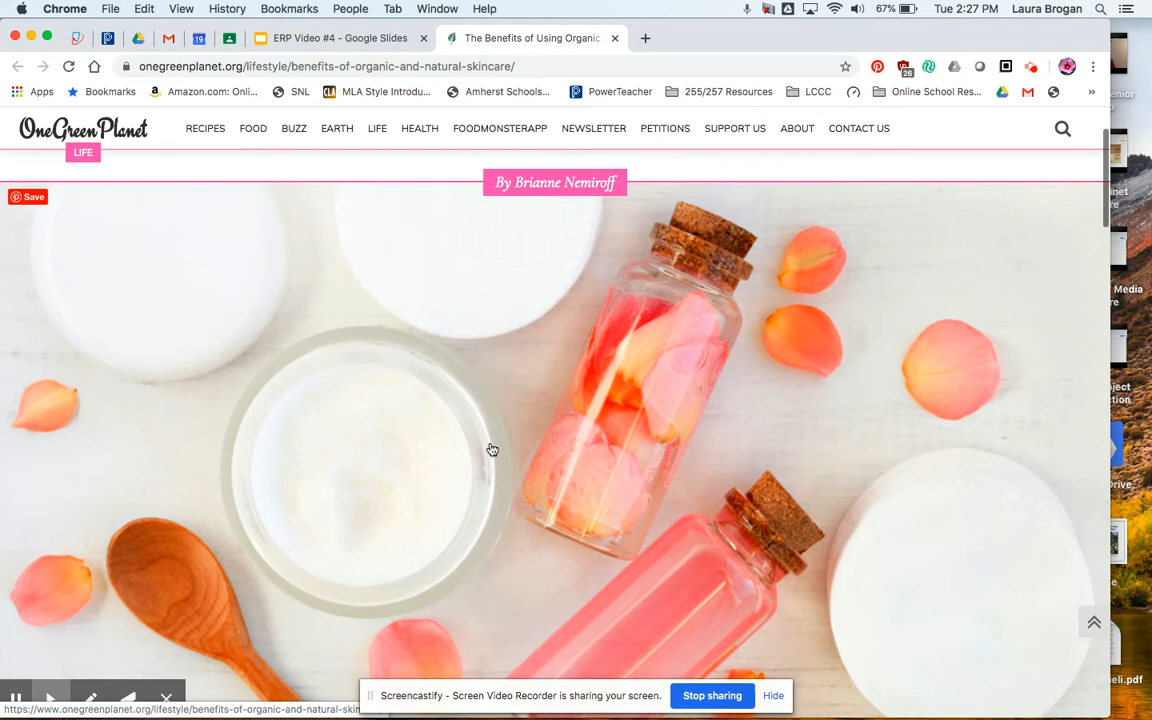 Chrome File Edit View History Bookmarks People Tab Window Help 67% Tue 2:27 PM Laura Brogan
19 ERP Video #4 - Google Slides The Benefits of Using Organic
onegreenplanet.org/lifestyle/benefits-of-organic-and-natural-skincare/ 26
Apps Bookmarks Amazon.com: Onli... SNL MLA Style Introdu... Amherst Schools... PowerTeacher 255/257 Resources LCCC Online School Res... »
OneGreenPlanet RECIPES FOOD BUZZ EARTH LIFE HEALTH FOODMONSTERAPP NEWSLETTER PETITIONS SUPPORT US ABOUT CONTACT US
LIFE
By Brianne Nemiroff
Save
Media
Drive
Screencastify - Screen Video Recorder is sharing your screen. Stop sharing Hide
https://www.onegreenplanet.org/lifestyle/benefits-of-organic-and-natural-skin